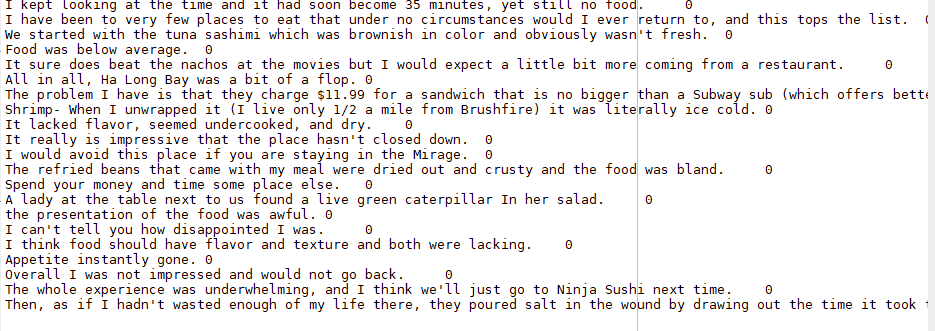 I kept looking at the time and it had soon become 35 minutes, yet still no food. 0
I have been to very few places to eat that under no circumstances would I ever return to, and this tops the list.
We started with the tuna sashimi which was brownish in color and obviously wasn't fresh. 0
Food was below average. 0
It sure does beat the nachos at the movies but I would expect a little bit more coming from a restaurant. 0
All in all, Ha Long Bay was a bit of a flop. 0
The problem I have is that they charge $11.99 for a sandwich that is no bigger than a Subway sub (which offers bette
Shrimp- When I unwrapped it (I live only 1/2 a mile from Brushfire) it was literally ice cold. 0
It lacked flavor, seemed undercooked, and dry. 0
It really is impressive that the place hasn't closed down. 0
I would avoid this place if you are staying in the Mirage. 0
The refried beans that came with my meal were dried out and crusty and the food was bland. 0
Spend your money and time some place else. 0
A lady at the table next to us found a live green caterpillar In her salad. 0
the presentation of the food was awful. 0
I can't tell you how disappointed I was. 0
I think food should have flavor and texture and both were lacking. 0
Appetite instantly gone. 0
Overall I was not impressed and would not go back. 0
The whole experience was underwhelming, and I think we'll just go to Ninja Sushi next time. 0
Then, as if I hadn't wasted enough of my life there, they poured salt in the wound by drawing out the time it took